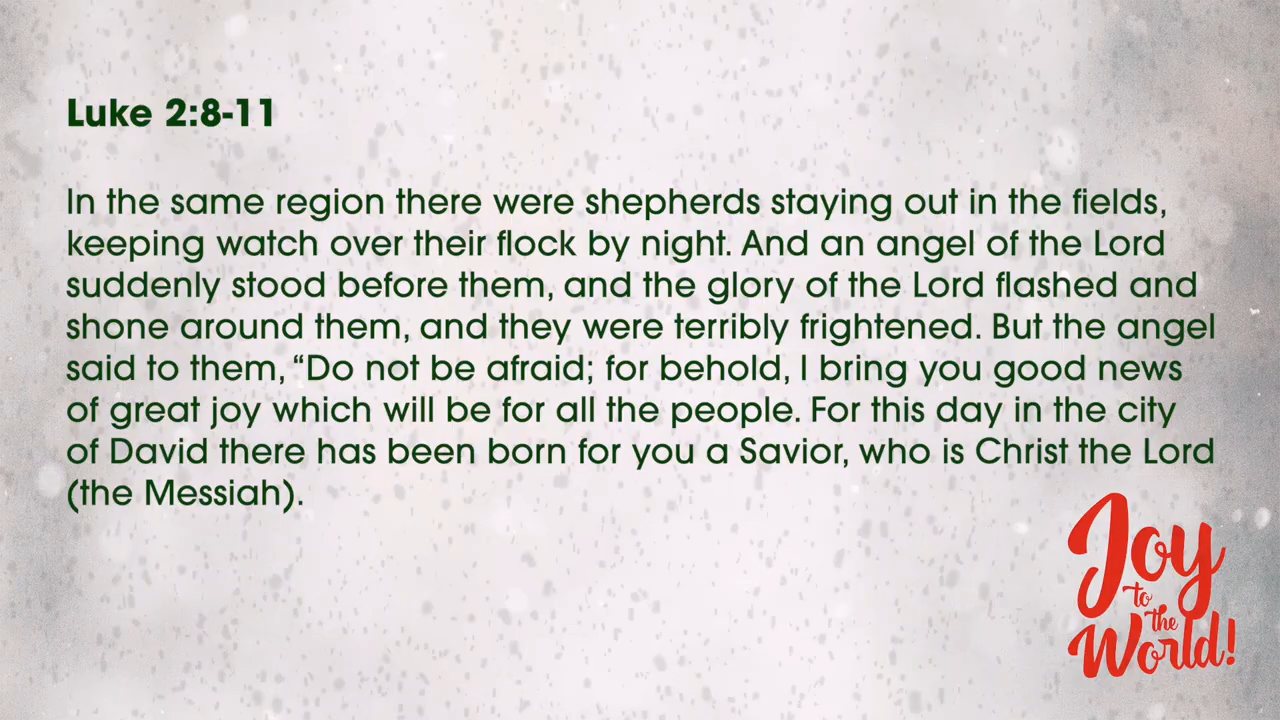 Luke 2:8-11
In the same region there were shepherds staying out in the fields,
keeping watch over their flock by night. And an angel of the Lord
suddenly stood before them, and the glory of the Lord flashed and
shone around them, and they were terribly frightened. But the angel
said to them, “Do not be afraid; for behold, I bring you good news
of great joy which will be for all the people. For this day in the city
of David there has been born for you a Savior, who is Christ the Lord
(the Messiah).
Joy
to
the
World!